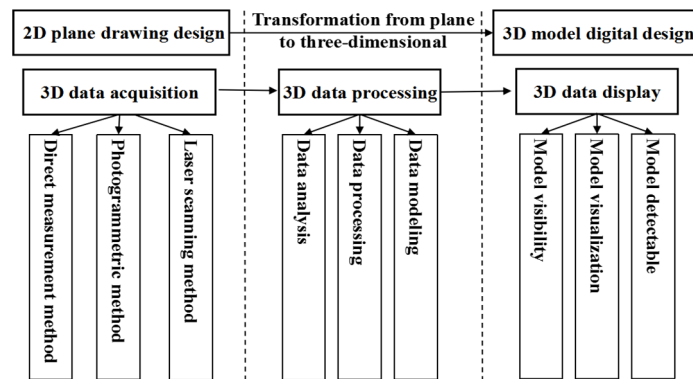 2D plane drawing design
Transformation from plane
to three-dimensional
3D model digital design
3D data acquisition
3D data processing
3D data display
Direct measurement method
Photogrammetric method
Laser scanning method
Data analysis
Data processing
Data modeling
Model visibility
Model visualization
Model detectable